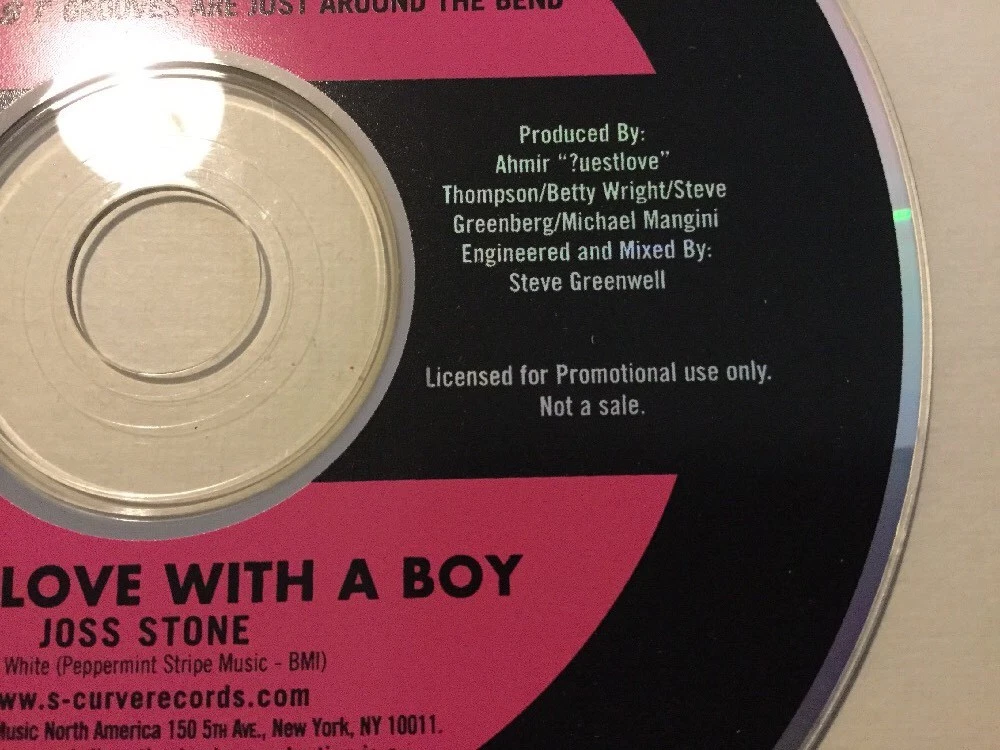 GROOVES ARE JUST AROUND THE BEND
Produced By:
Ahmir "?uestlove"
Thompson/Betty Wright/Steve
Greenberg/Michael Mangini
Engineered and Mixed By:
Steve Greenwell
Licensed for Promotional use only.
Not a sale.
LOVE WITH A BOY
JOSS STONE
White (Peppermint Stripe Music - BMI)
ww.s-curverecords.com
Music North America 150 5TH AVE., New York, NY 10011.